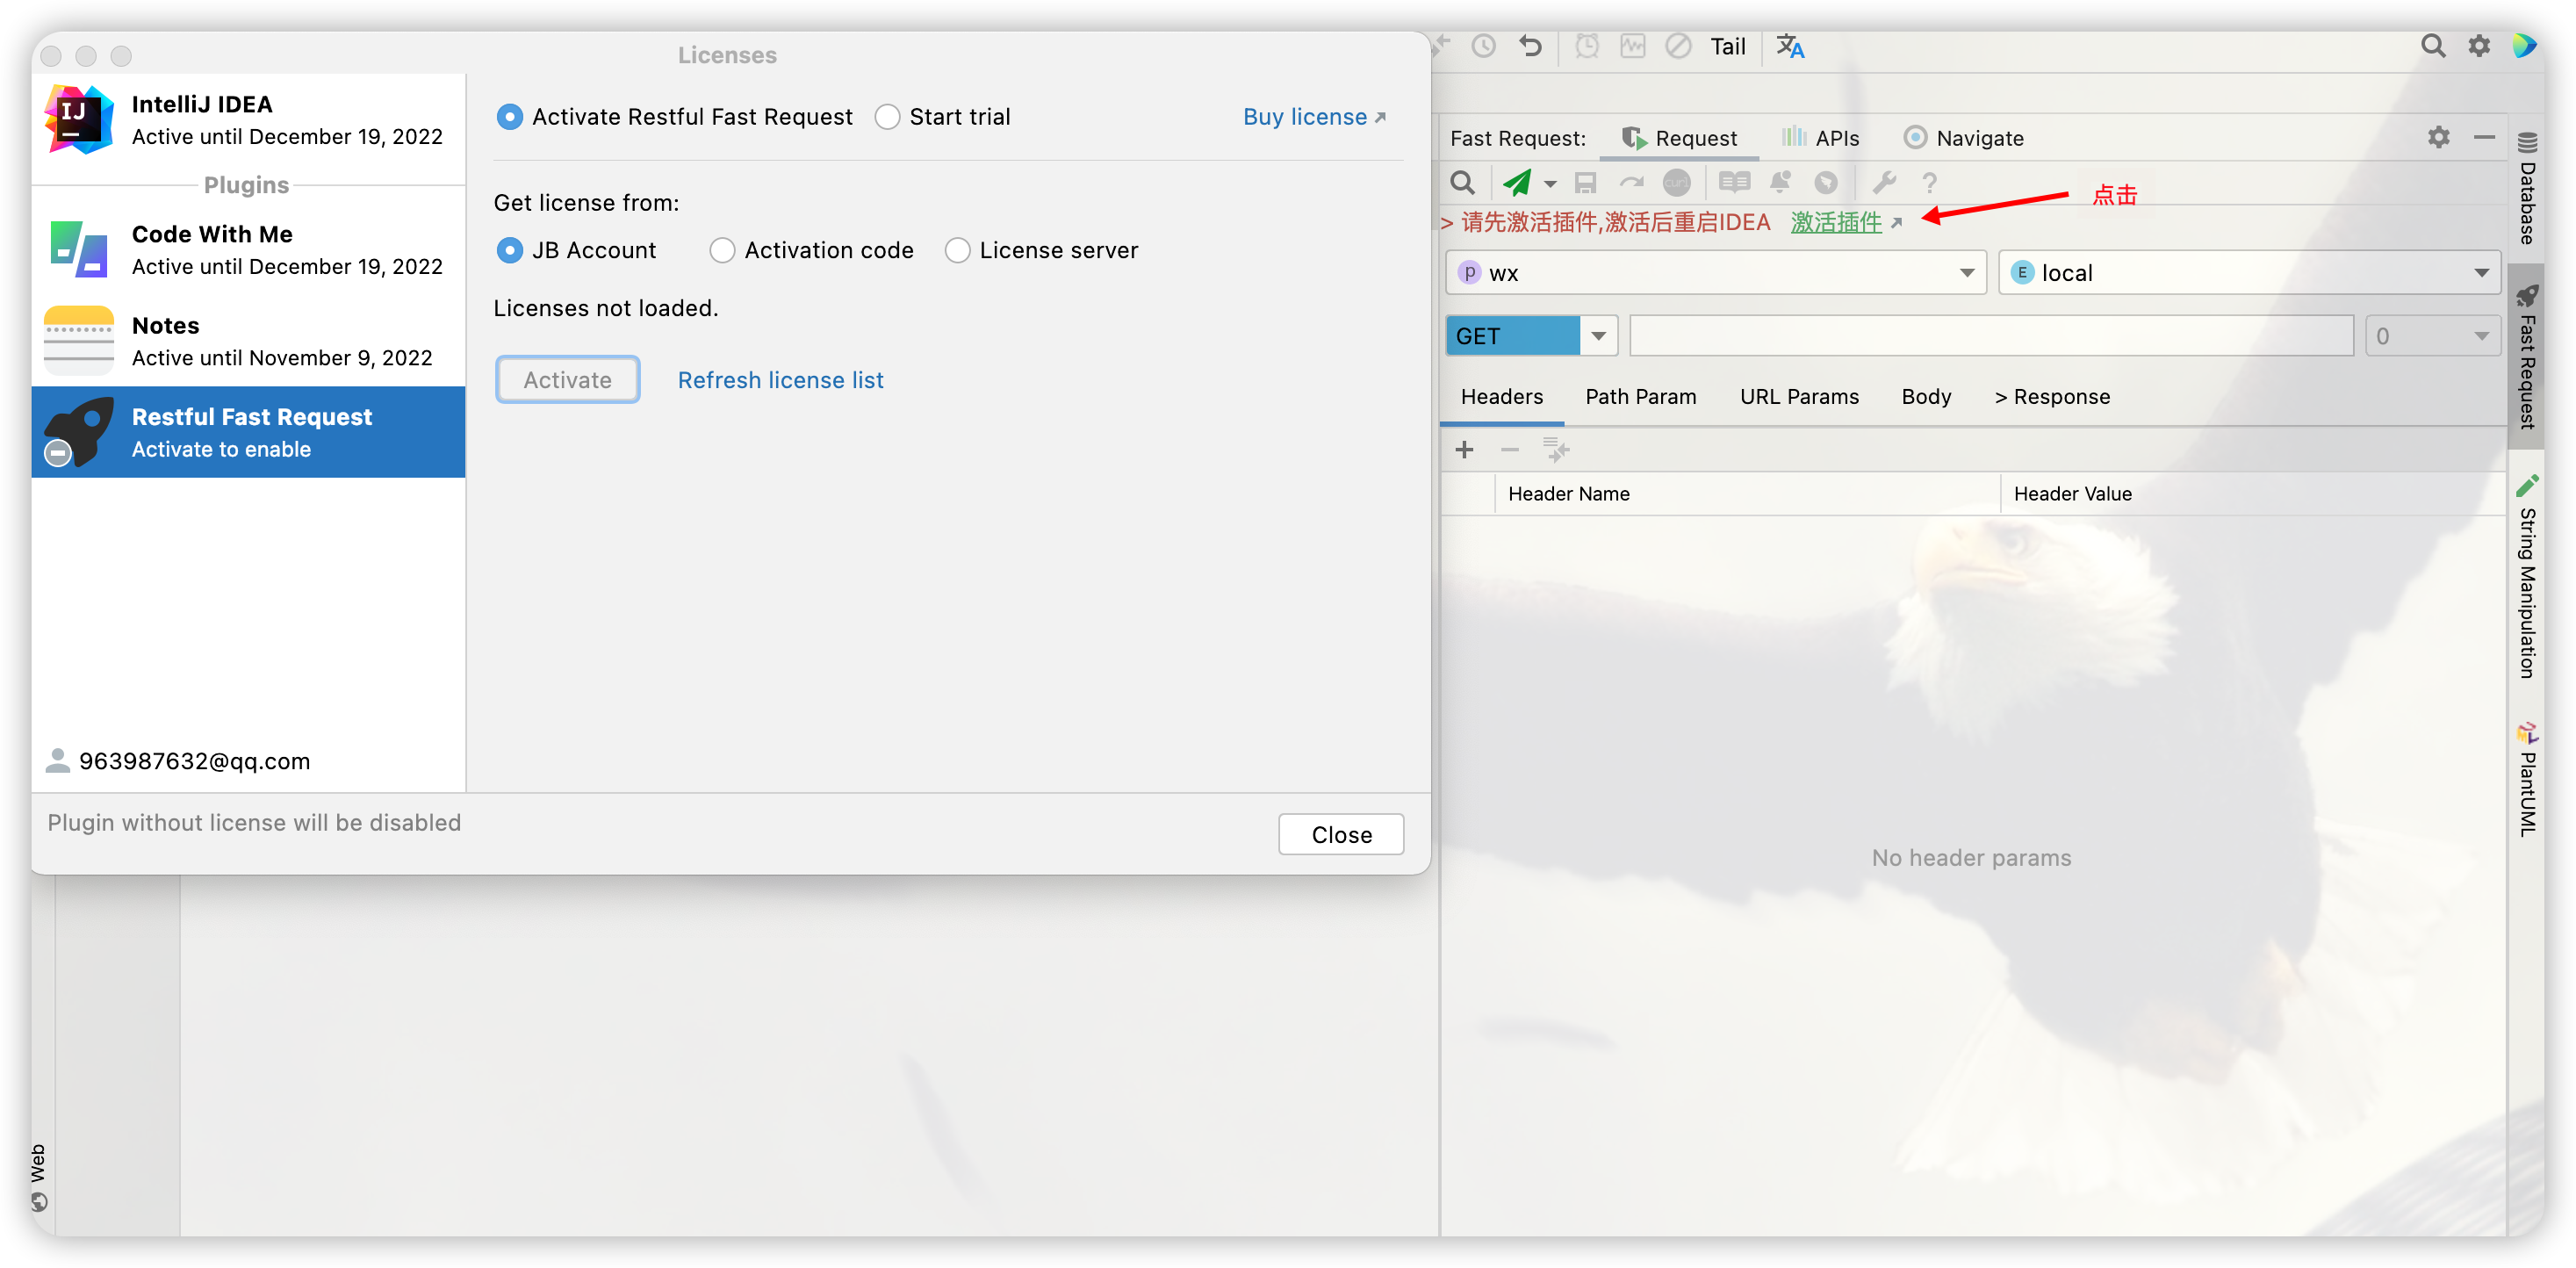 Licenses
IntelliJ IDEA
Active until December 19, 2022
Plugins
Code With Me
Active until December 19, 2022
Notes
Active until November 9, 2022
Restful Fast Request
Activate to enable
963987632@qq.com
Activate Restful Fast Request
Start trial
Buy license
Get license from:
JB Account
Activation code
License server
Licenses not loaded.
Activate
Refresh license list
Plugin without license will be disabled
Close
Web
Tail
Fast Request:
Request
APIs
Navigate
curl
点击
> 请先激活插件,激活后重启IDEA 激活插件
P wx
E local
GET
0
Headers
Path Param
URL Params
Body
> Response
Header Name
Header Value
No header params
Database
Fast Request
String Manipulation
PlantUML